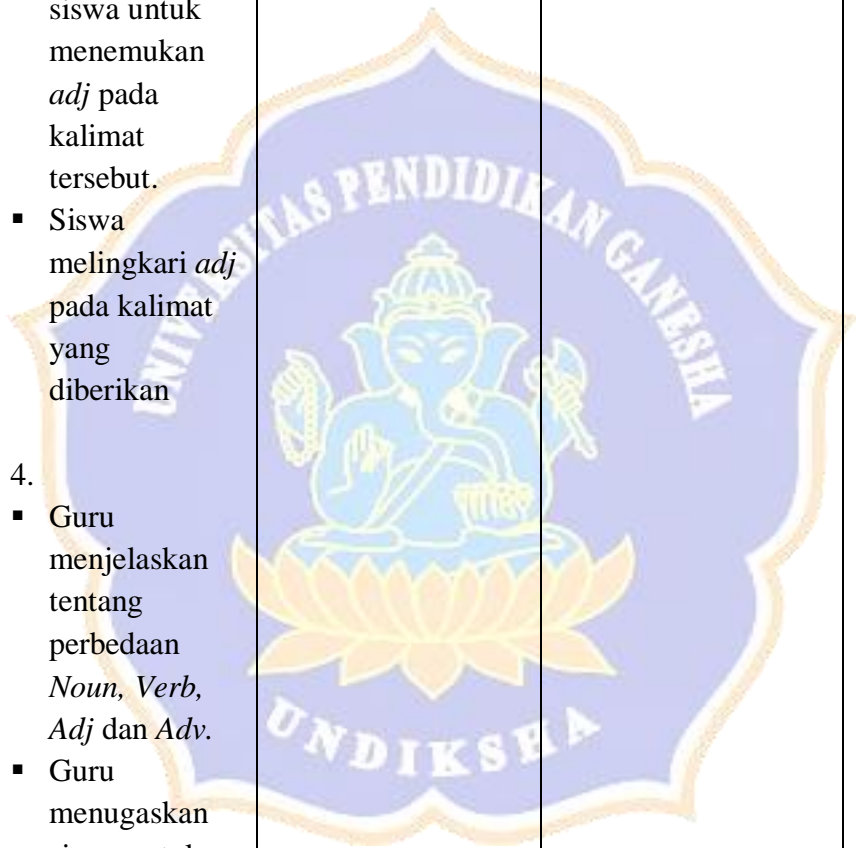 siswa untuk
menemukan
adj pada
kalimat
tersebut.
▪ Siswa
melingkari adj
pada kalimat
yang
diberikan
4.
▪ Guru
menjelaskan
tentang
perbedaan
Noun, Verb,
Adj dan Adv.
▪ Guru
menugaskan
UNIVERSITAS PENDIDIKAN GANESHA
UNDIKSHA